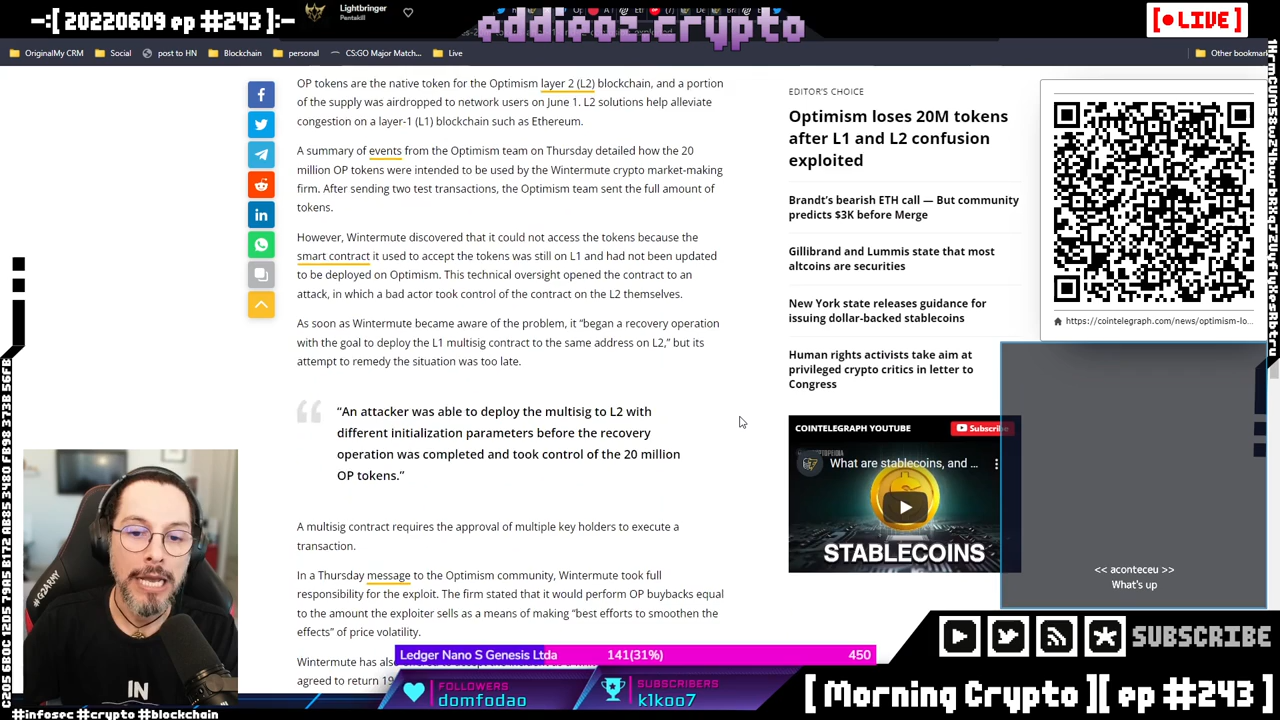 -:[ 20220609 ep #243 ]:-
Lightbringer
Pentskill
eddieoz.crypto
[ ● LIVE ]
OriginalMy CRM
Social
post to HN
Blockchain
personal
CS:GO Major Match...
Live
Other bookmar
OP tokens are the native token for the Optimism layer 2 (L2) blockchain, and a portion
of the supply was airdropped to network users on June 1. L2 solutions help alleviate
congestion on a layer-1 (L1) blockchain such as Ethereum.
A summary of events from the Optimism team on Thursday detailed how the 20
million OP tokens were intended to be used by the Wintermute crypto market-making
firm. After sending two test transactions, the Optimism team sent the full amount of
tokens.
However, Wintermute discovered that it could not access the tokens because the
smart contract it used to accept the tokens was still on L1 and had not been updated
to be deployed on Optimism. This technical oversight opened the contract to an
attack, in which a bad actor took control of the contract on the L2 themselves.
As soon as Wintermute became aware of the problem, it “began a recovery operation
with the goal to deploy the L1 multisig contract to the same address on L2,” but its
attempt to remedy the situation was too late.
“An attacker was able to deploy the multisig to L2 with
different initialization parameters before the recovery
operation was completed and took control of the 20 million
OP tokens.”
A multisig contract requires the approval of multiple key holders to execute a
transaction.
In a Thursday message to the Optimism community, Wintermute took full
responsibility for the exploit. The firm stated that it would perform OP buybacks equal
to the amount the exploiter sells as a means of making “best efforts to smoothen the
effects” of price volatility.
Wintermute has als
agreed to return 19
EDITOR'S CHOICE
Optimism loses 20M tokens
after L1 and L2 confusion
exploited
Brandt’s bearish ETH call — But community
predicts $3K before Merge
Gillibrand and Lummis state that most
altcoins are securities
New York state releases guidance for
issuing dollar-backed stablecoins
Human rights activists take aim at
privileged crypto critics in letter to
Congress
COINTELEGRAPH YOUTUBE
Subscribe
What are stablecoins, and ...
STABLECOINS
https://cointelegraph.com/news/optimism-lo...
<< aconteceu >>
What's up
#G2ARMY
IN
Ledger Nano S Genesis Ltda 141(31%) 450
FOLLOWERS
domfodao
SUBSCRIBERS
k1koo7
SUBSCRIBE
[ Morning Crypto ][ ep #243 ]
#infosec #crypto #blockchain